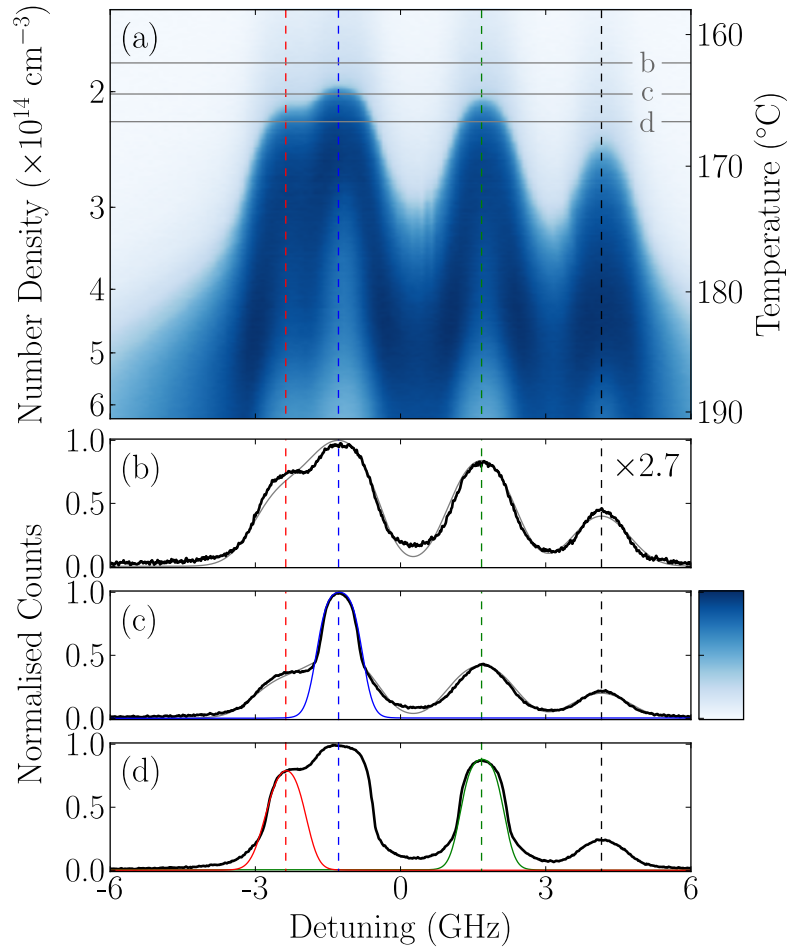 (a)
160
b
2
c
d
170
3
4
180
5
6
190
Number Density (×10¹⁴ cm⁻³)
Temperature (°C)
1.0
(b)
×2.7
0.5
0.0
1.0
(c)
0.5
0.0
1.0
(d)
0.5
0.0
Normalised Counts
-6
-3
0
3
6
Detuning (GHz)